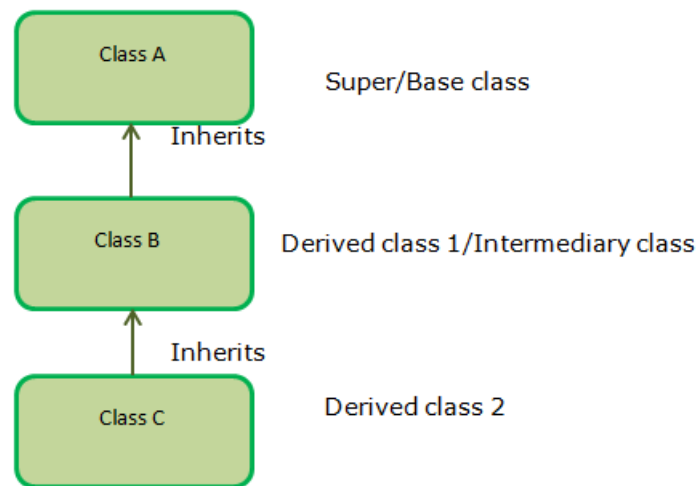 Class A
Super/Base class
Inherits
Class B
Derived class 1/Intermediary class
Inherits
Class C
Derived class 2